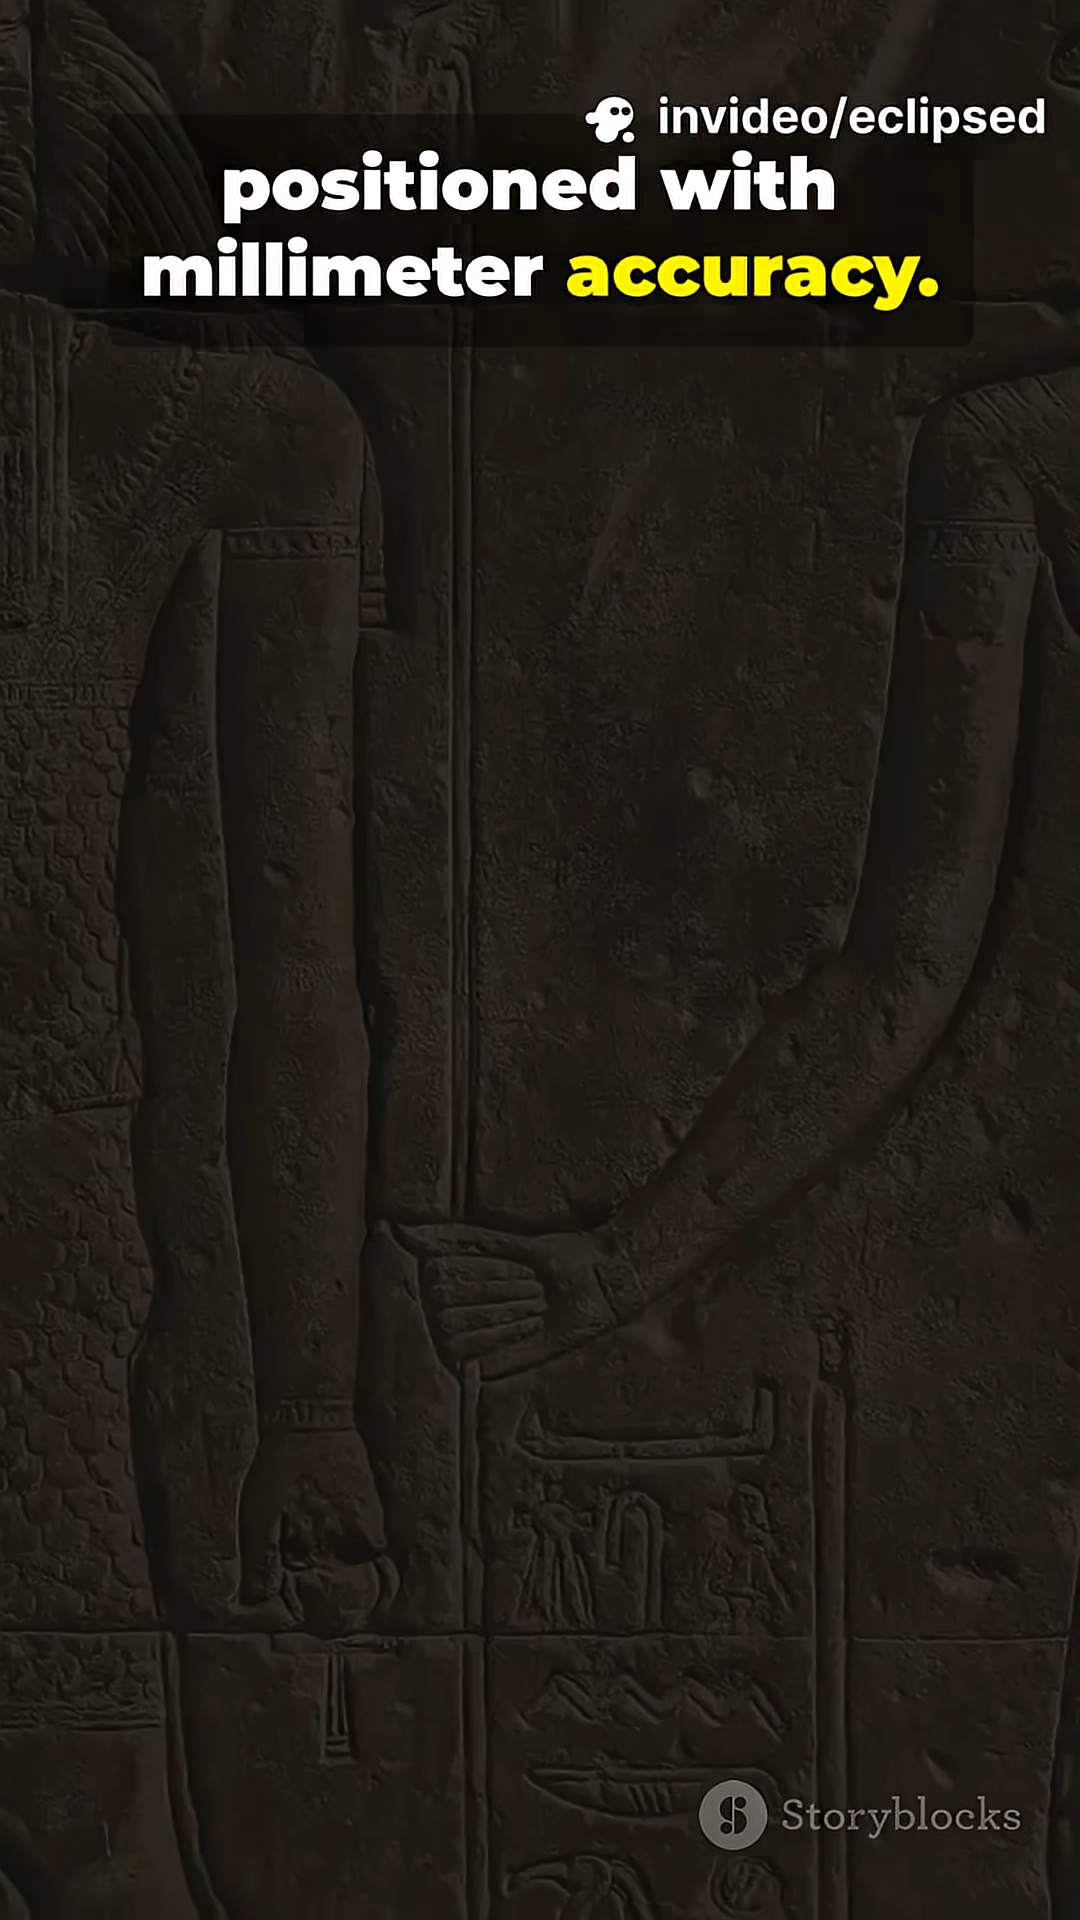 invideo/eclipsed
positioned with
millimeter accuracy.
Storyblocks